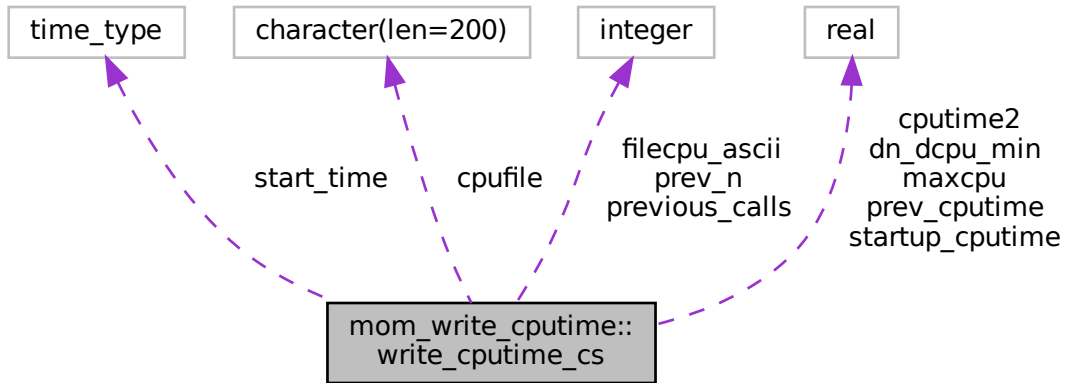 time_type
character(len=200)
integer
real
start_time
cpufile
filecpu_ascii
prev_n
previous_calls
cputime2
dn_dcpu_min
maxcpu
prev_cputime
startup_cputime
mom_write_cputime::
write_cputime_cs